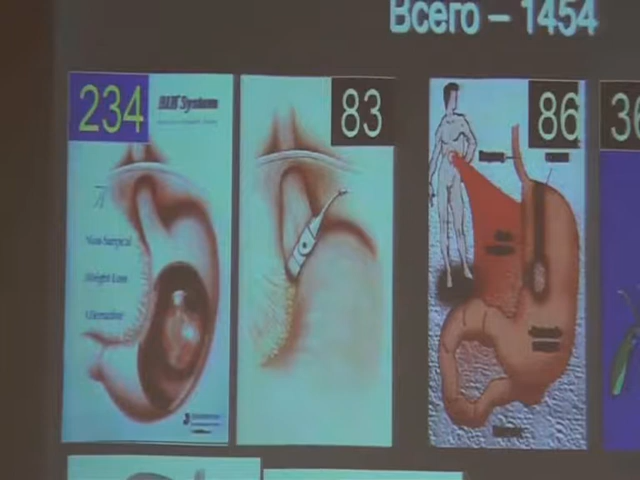 Всего – 1454
234
BIB System
83
86
36
Non Surgical
Weight Loss
Alternative